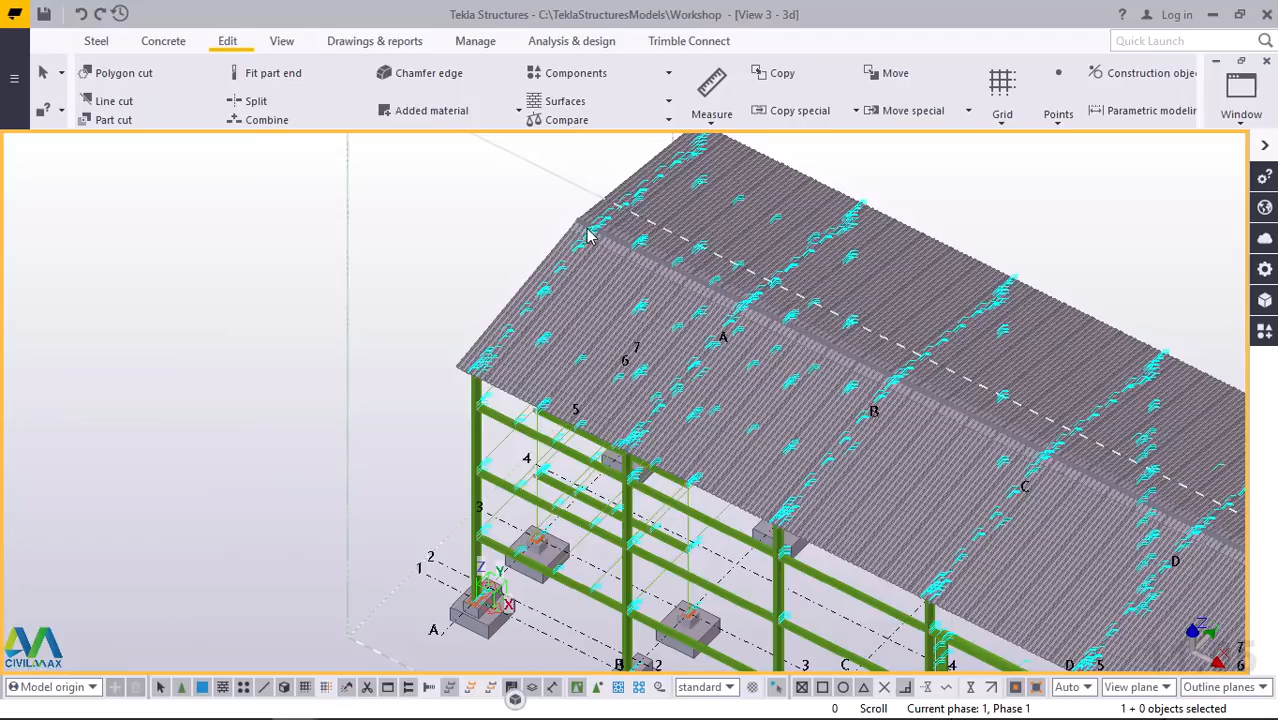 Tekla Structures - C:\TeklaStructuresModels\Workshop - [View 3 - 3d]
? Log in
Steel Concrete Edit View Drawings & reports Manage Analysis & design Trimble Connect Quick Launch
Polygon cut Fit part end Chamfer edge Components Copy Move Construction obje
Line cut Split Added material Surfaces Measure Copy special Move special Grid Points Parametric modelin Window
Part cut Combine Compare
A
7
6
5
B
4
C
3
2
1
D
Z
Y
X
A
Z
CIVILMAX
B 2 3 C 4 D 5
7
6
Model origin standard Auto View plane Outline planes
0 Scroll Current phase: 1, Phase 1 1 + 0 objects selected